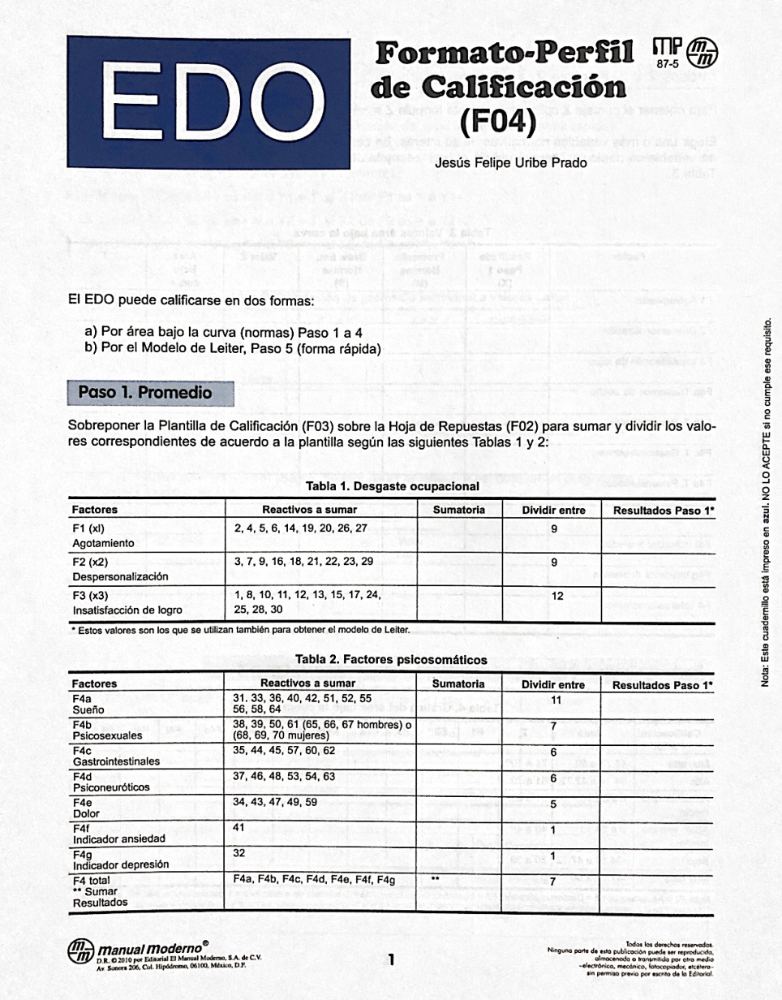 EDO
Formato-Perfil
de Calificación
(F04)
MP
87-5
mm
Jesús Felipe Uribe Prado
El EDO puede calificarse en dos formas:
a) Por área bajo la curva (normas) Paso 1 a 4
b) Por el Modelo de Leiter, Paso 5 (forma rápida)
Paso 1. Promedio
Sobreponer la Plantilla de Calificación (F03) sobre la Hoja de Repuestas (F02) para sumar y dividir los valo-
res correspondientes de acuerdo a la plantilla según las siguientes Tablas 1 y 2:
Tabla 1. Desgaste ocupacional
Factores Reactivos a sumar Sumatoria Dividir entre Resultados Paso 1*
F1 (xl) 2, 4, 5, 6, 14, 19, 20, 26, 27 9
Agotamiento
F2 (x2) 3, 7, 9, 16, 18, 21, 22, 23, 29 9
Despersonalización
F3 (x3) 1, 8, 10, 11, 12, 13, 15, 17, 24, 12
Insatisfacción de logro 25, 28, 30
* Estos valores son los que se utilizan también para obtener el modelo de Leiter.
Tabla 2. Factores psicosomáticos
Factores Reactivos a sumar Sumatoria Dividir entre Resultados Paso 1*
F4a 31. 33, 36, 40, 42, 51, 52, 55 11
Sueño 56, 58, 64
F4b 38, 39, 50, 61 (65, 66, 67 hombres) o 7
Psicosexuales (68, 69, 70 mujeres)
F4c 35, 44, 45, 57, 60, 62 6
Gastrointestinales
F4d 37, 46, 48, 53, 54, 63 6
Psiconeuróticos
F4e 34, 43, 47, 49, 59 5
Dolor
F4f 41 1
Indicador ansiedad
F4g 32 1
Indicador depresión
F4 total F4a, F4b, F4c, F4d, F4e, F4f, F4g ** 7
** Sumar
Resultados
Nota: Este cuadernillo está impreso en azul. NO LO ACEPTE si no cumple ese requisito.
mm Manual Moderno®
D.R. © 2010 por Editorial El Manual Moderno, S.A. de C.V.
Av. Sonora 206, Col. Hipódromo, 06100, México, D.F.
1
Todos los derechos reservados.
Ninguna parte de esta publicación puede ser reproducida,
almacenada o transmitida por otro medio
–electrónico, mecánico, fotocopiador, etcétera–
sin permiso previo por escrito de la Editorial.